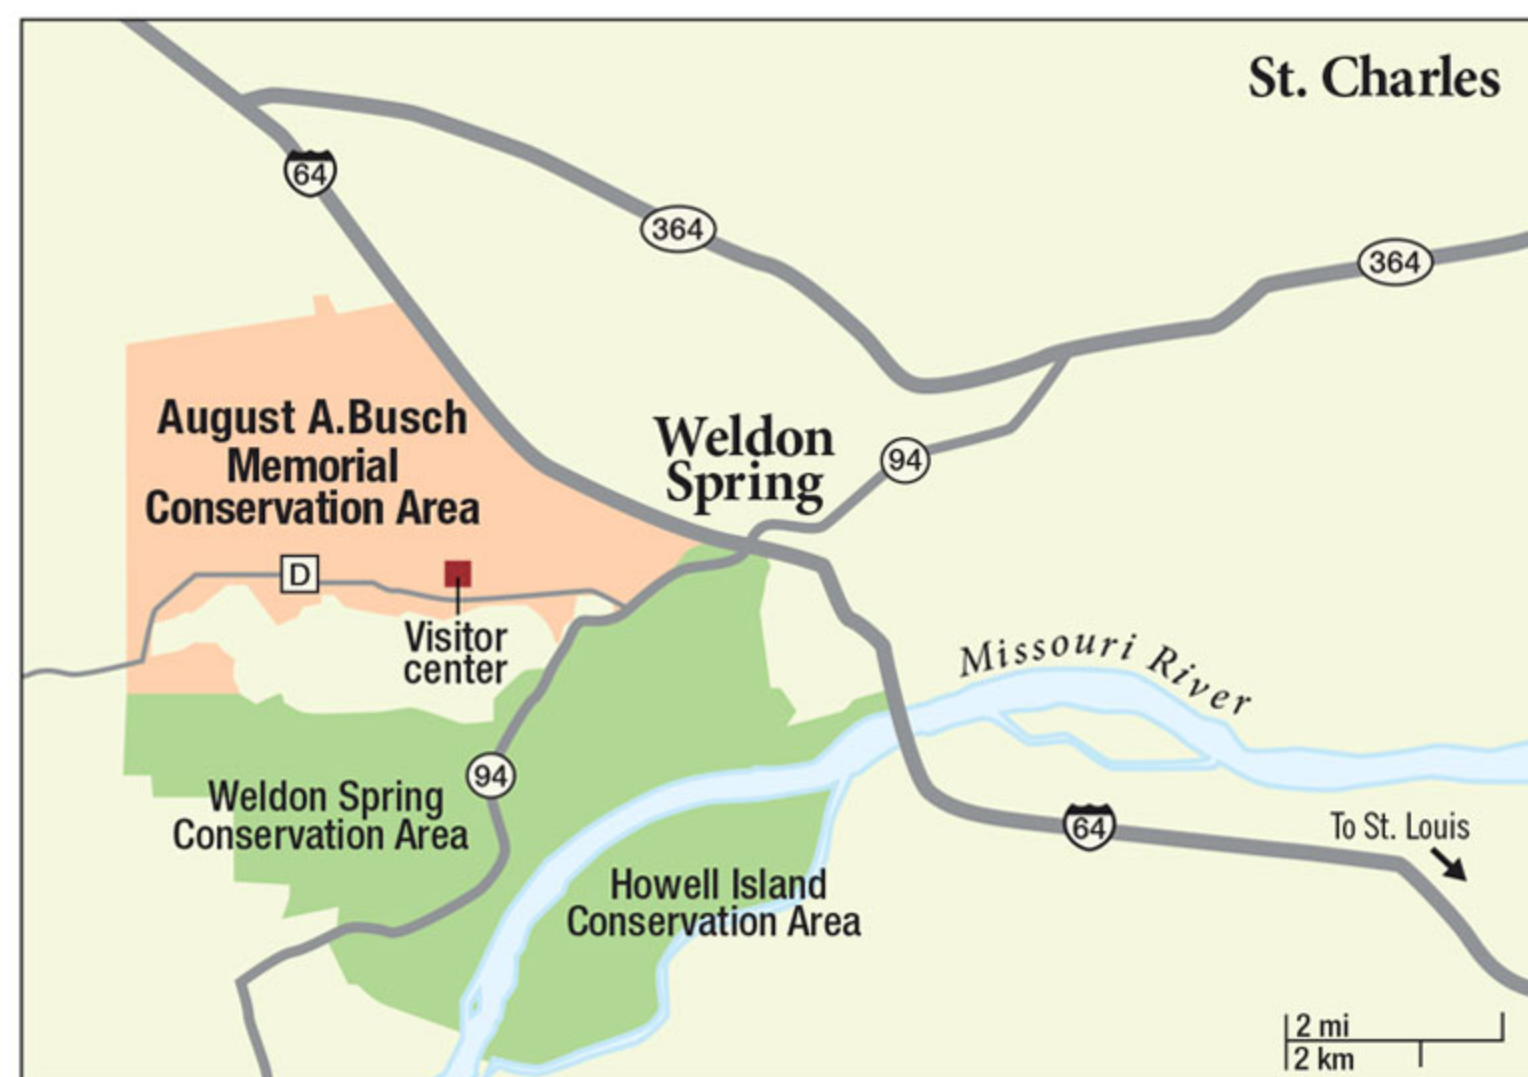 St. Charles
64
364
364
August A.Busch
Memorial
Conservation Area
Weldon
Spring
94
D
Visitor
center
Missouri River
94
Weldon Spring
Conservation Area
64
To St. Louis
Howell Island
Conservation Area
2 mi
2 km